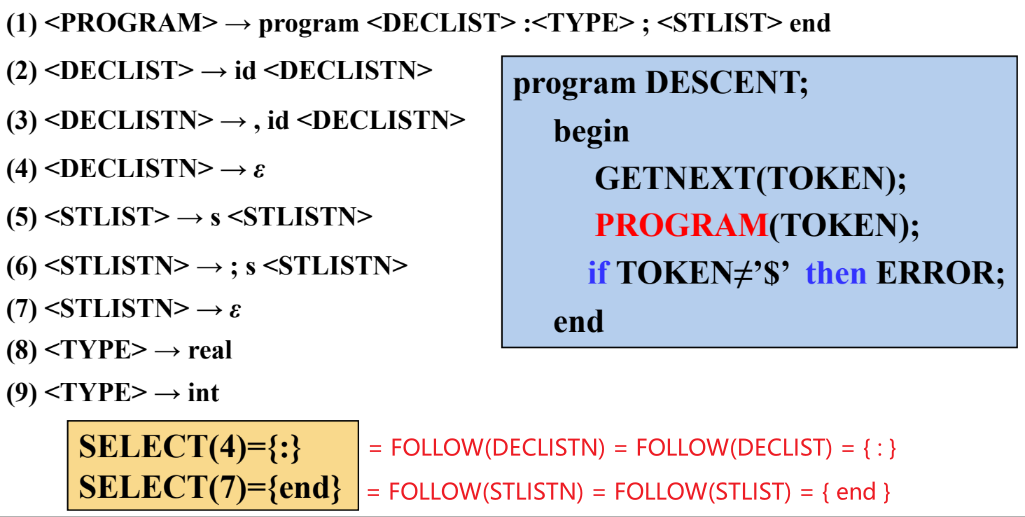 (1) <PROGRAM> → program <DECLIST> :<TYPE> ; <STLIST> end
(2) <DECLIST> → id <DECLISTN>
(3) <DECLISTN> → , id <DECLISTN>
(4) <DECLISTN> → ε
(5) <STLIST> → s <STLISTN>
(6) <STLISTN> → ; s <STLISTN>
(7) <STLISTN> → ε
(8) <TYPE> → real
(9) <TYPE> → int
program DESCENT;
begin
GETNEXT(TOKEN);
PROGRAM(TOKEN);
if TOKEN≠’$’ then ERROR;
end
SELECT(4)={:} = FOLLOW(DECLISTN) = FOLLOW(DECLIST) = { : }
SELECT(7)={end} = FOLLOW(STLISTN) = FOLLOW(STLIST) = { end }